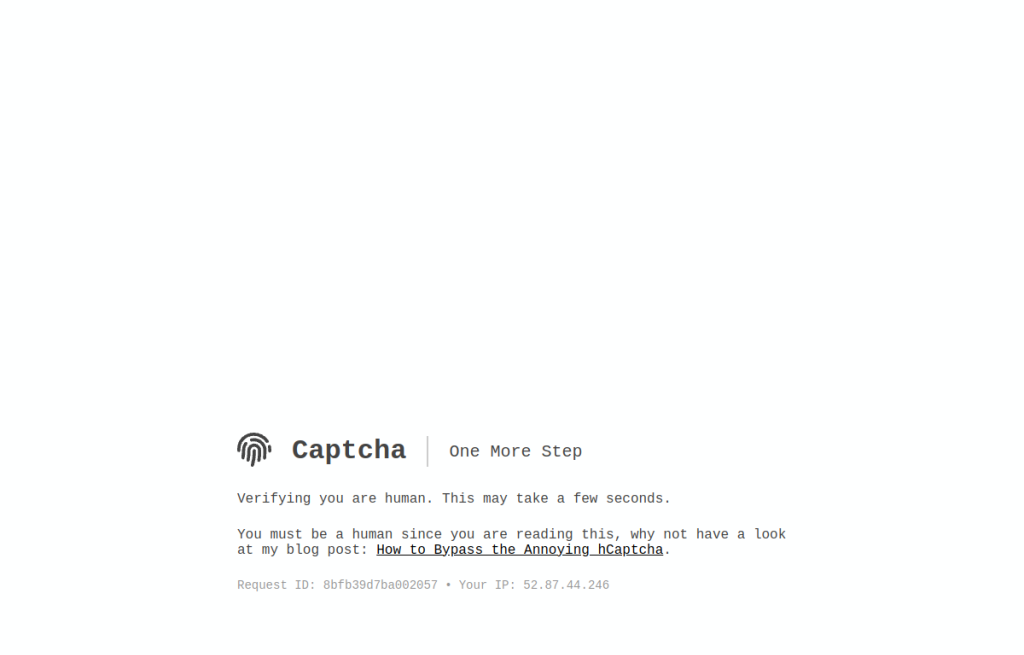 Captcha
One More Step
Verifying you are human. This may take a few seconds.
You must be a human since you are reading this, why not have a look
at my blog post: How to Bypass the Annoying hCaptcha.
Request ID: 8bfb39d7ba002057 • Your IP: 52.87.44.246